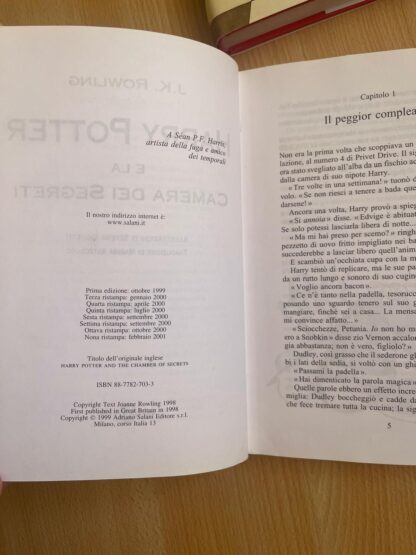 A Seán P.F. Harris,
artista della fuga e amico
dei temporali
Il nostro indirizzo internet è:
www.salani.it
Prima edizione: ottobre 1999
Terza ristampa: gennaio 2000
Quarta ristampa: aprile 2000
Quinta ristampa: luglio 2000
Sesta ristampa: settembre 2000
Settima ristampa: settembre 2000
Ottava ristampa: ottobre 2000
Nona ristampa: febbraio 2001
Titolo dell'originale inglese
HARRY POTTER AND THE CHAMBER OF SECRETS
ISBN 88-7782-703-3
Copyright Text Joanne Rowling 1998
First published in Great Britain in 1998
Copyright © 1999 Adriano Salani Editore s.r.l.
Milano, corso Italia 13
J.K. ROWLING
HARRY POTTER
E LA
CAMERA DEI SEGRETI
Capitolo 1
Il peggior complea
Non era la prima volta che scoppiava un
lazione, al numero 4 di Privet Drive. Il sig
era stato svegliato all'alba da un fischio ac
dalla camera di suo nipote Harry.
«Tre volte in una settimana!» tuonò d
volo. «Se non riesci a tenere a bada que
darsene!»
Ancora una volta, Harry provò a spieg
«Si annoia» disse. «Edvige è abituat
Se solo potessi lasciarla libera di notte...
«Ma mi hai preso per scemo?» ringhi
pezzetto di uovo fritto impigliato nei ba
succederebbe a lasciar libero quell'anim
E scambiò un'occhiata cupa con la m
Harry tentò di replicare, ma le sue pa
da un rutto lungo e sonoro di suo cugino
«Voglio ancora bacon».
«Ce n'è tanto nella padella, tesorucc
posando uno sguardo tenero sul suo g
mangiare, finché sei a casa... La mensa
mi convince affatto...»
«Sciocchezze, Petunia. Io non ho m
a Snobkin» disse zio Vernon accalor
gia abbastanza; non è vero, figliolo?»
Dudley, così grasso che il sederone gl
bi i lati della sedia, si voltò con un ghi
«Passami la padella».
«Hai dimenticato la parola magica»
Quelle parole ebbero un effetto incre
miglia: Dudley boccheggiò e cadde da
che fece tremare tutta la cucina; la sig
5